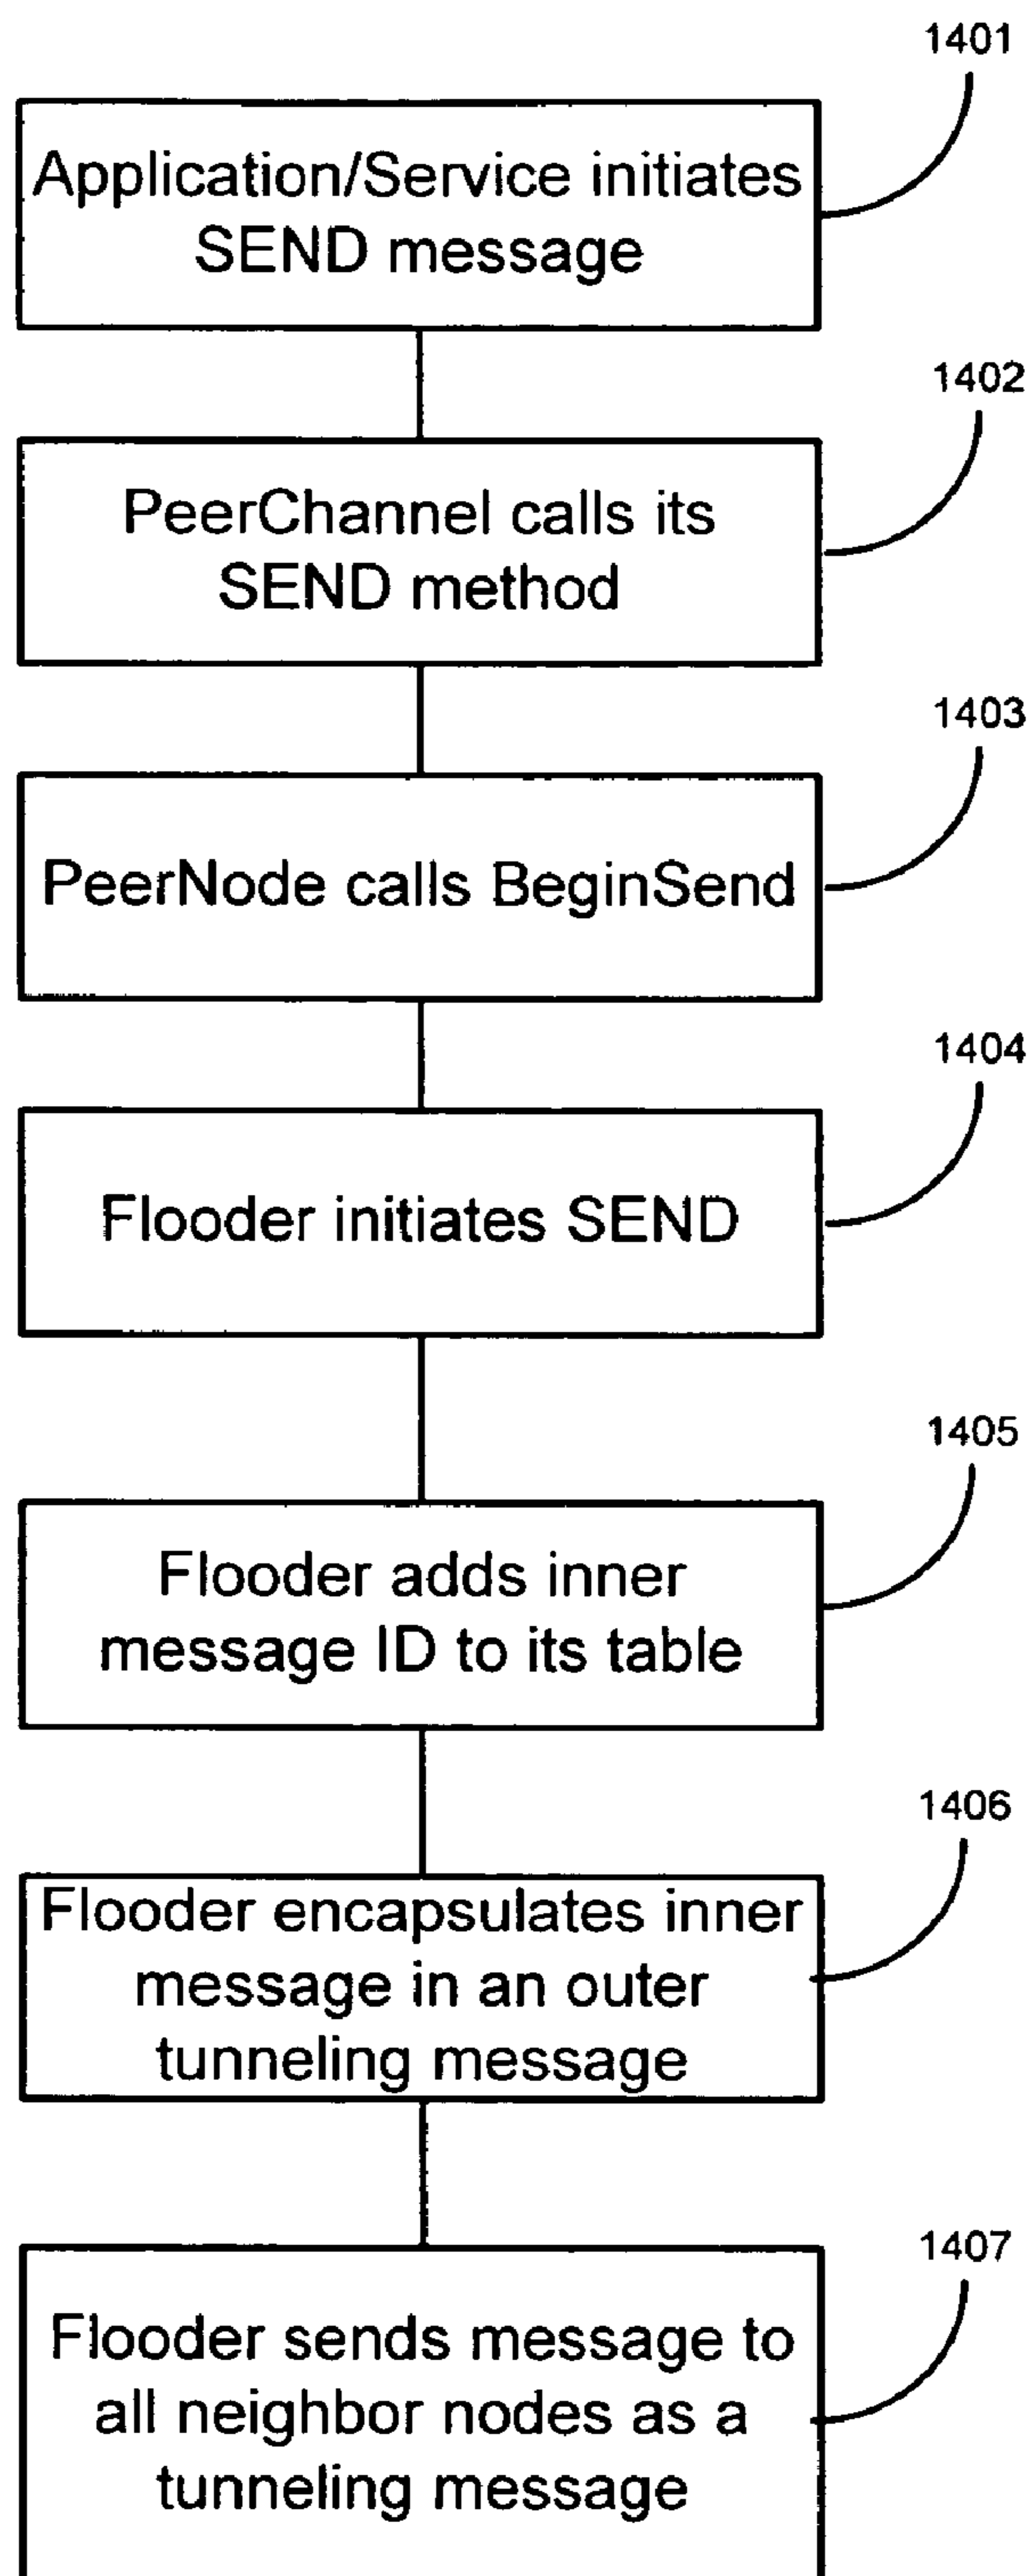 1401
Application/Service initiates
SEND message
1402
PeerChannel calls its
SEND method
1403
PeerNode calls BeginSend
1404
Flooder initiates SEND
1405
Flooder adds inner
message ID to its table
1406
Flooder encapsulates inner
message in an outer
tunneling message
1407
Flooder sends message to
all neighbor nodes as a
tunneling message